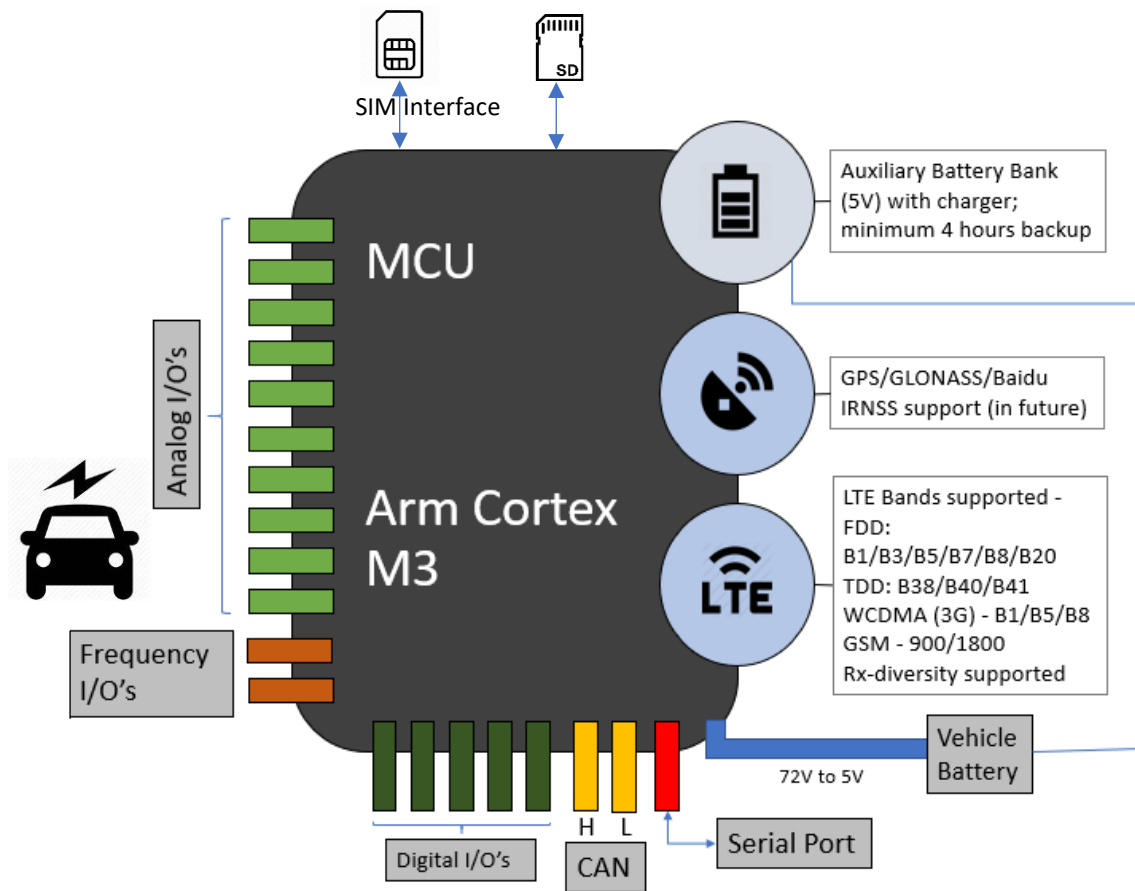 SD
SIM Interface
MCU
Arm Cortex
M3
Auxiliary Battery Bank
(5V) with charger;
minimum 4 hours backup
GPS/GLONASS/Baidu
IRNSS support (in future)
LTE
LTE Bands supported -
FDD:
B1/B3/B5/B7/B8/B20
TDD: B38/B40/B41
WCDMA (3G) - B1/B5/B8
GSM - 900/1800
Rx-diversity supported
Analog I/O's
Frequency
I/O's
Digital I/O's
H
L
CAN
Serial Port
72V to 5V
Vehicle
Battery